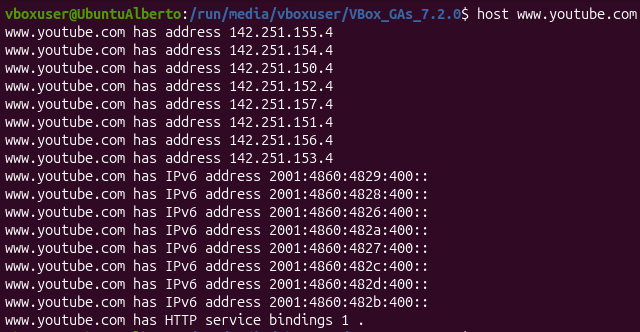 vboxuser@UbuntuAlberto:/run/media/vboxuser/VBox_GAs_7.2.0$ host www.youtube.com
www.youtube.com has address 142.251.155.4
www.youtube.com has address 142.251.154.4
www.youtube.com has address 142.251.150.4
www.youtube.com has address 142.251.152.4
www.youtube.com has address 142.251.157.4
www.youtube.com has address 142.251.151.4
www.youtube.com has address 142.251.156.4
www.youtube.com has address 142.251.153.4
www.youtube.com has IPv6 address 2001:4860:4829:400::
www.youtube.com has IPv6 address 2001:4860:4828:400::
www.youtube.com has IPv6 address 2001:4860:4826:400::
www.youtube.com has IPv6 address 2001:4860:482a:400::
www.youtube.com has IPv6 address 2001:4860:4827:400::
www.youtube.com has IPv6 address 2001:4860:482c:400::
www.youtube.com has IPv6 address 2001:4860:482d:400::
www.youtube.com has IPv6 address 2001:4860:482b:400::
www.youtube.com has HTTP service bindings 1 .